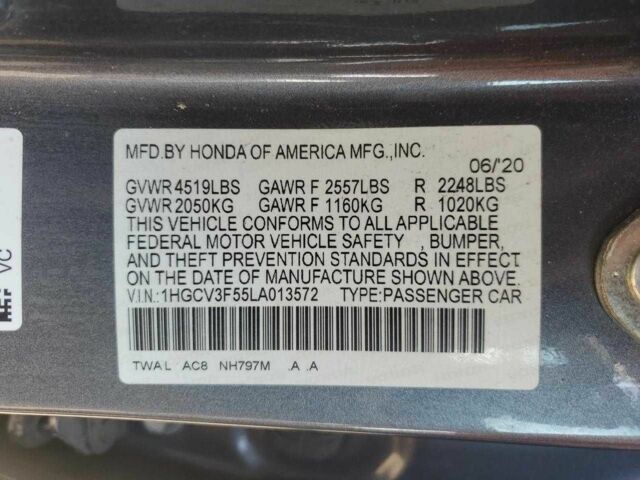 MFD.BY HONDA OF AMERICA MFG.,INC. 06/'20
GVWR 4519LBS GAWR F 2557LBS R 2248LBS
GVWR 2050KG GAWR F 1160KG R 1020KG
THIS VEHICLE CONFORMS TO ALL APPLICABLE
FEDERAL MOTOR VEHICLE SAFETY , BUMPER,
AND THEFT PREVENTION STANDARDS IN EFFECT
ON THE DATE OF MANUFACTURE SHOWN ABOVE.
V.I.N.: 1HGCV3F55LA013572 TYPE:PASSENGER CAR
TWAL AC8 NH797M .A .A
VC